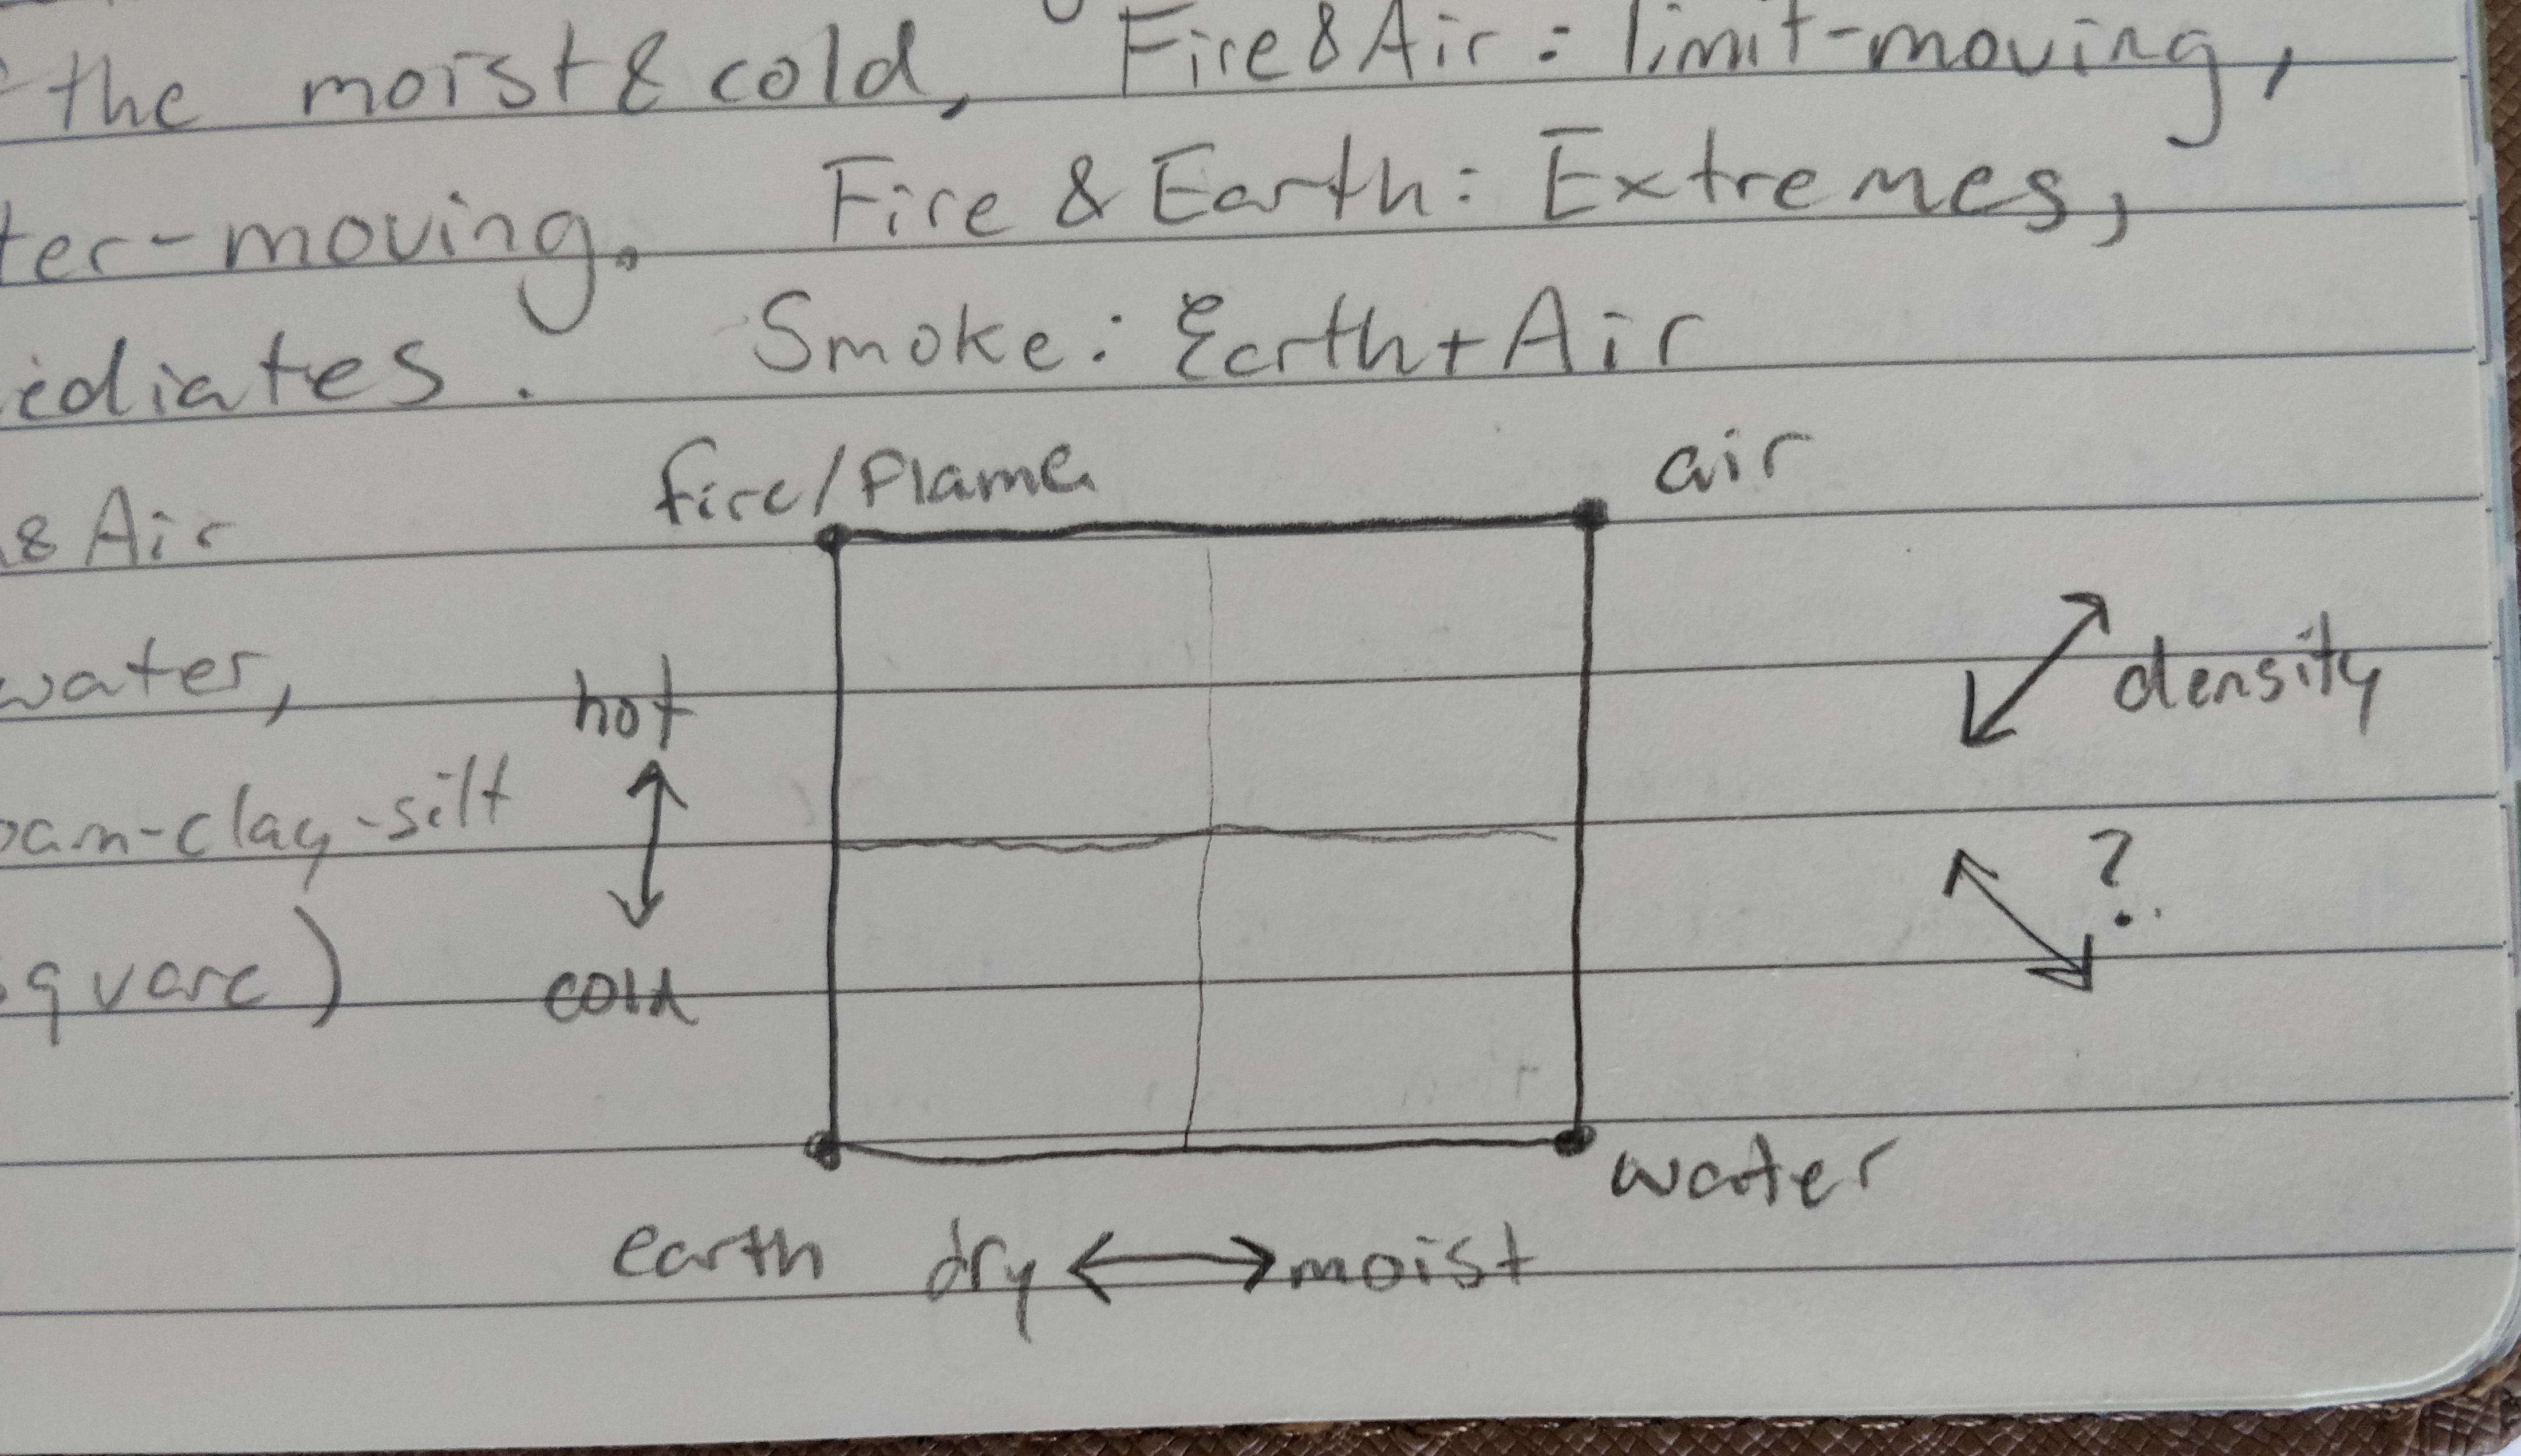 the moist & cold, Fire & Air: limit-moving,
ter-moving. Fire & Earth: Extremes,
ediates. Smoke: Earth + Air
fire/Flame air
& Air
density
water,
hot
oam-clay-silt
?
cold
square)
water
earth dry moist